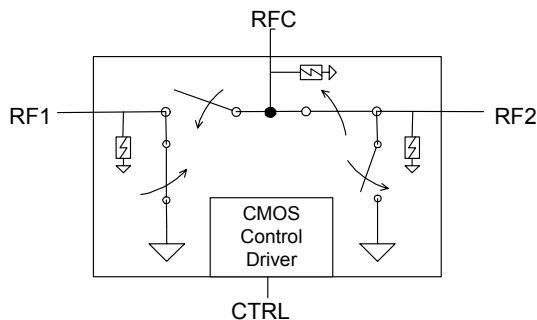 RFC
RF1
RF2
CMOS
Control
Driver
CTRL